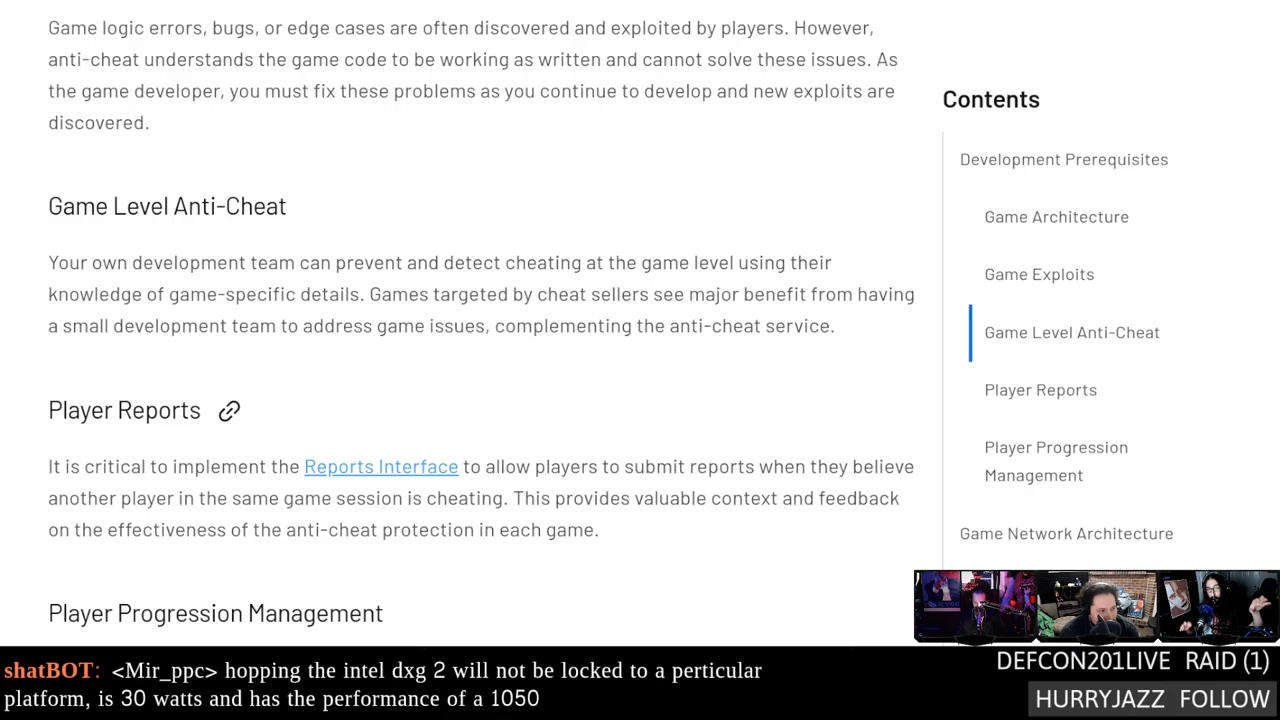 Game logic errors, bugs, or edge cases are often discovered and exploited by players. However,
anti-cheat understands the game code to be working as written and cannot solve these issues. As
the game developer, you must fix these problems as you continue to develop and new exploits are
discovered.
Game Level Anti-Cheat
Your own development team can prevent and detect cheating at the game level using their
knowledge of game-specific details. Games targeted by cheat sellers see major benefit from having
a small development team to address game issues, complementing the anti-cheat service.
Player Reports
It is critical to implement the Reports Interface to allow players to submit reports when they believe
another player in the same game session is cheating. This provides valuable context and feedback
on the effectiveness of the anti-cheat protection in each game.
Player Progression Management
Contents
Development Prerequisites
Game Architecture
Game Exploits
Game Level Anti-Cheat
Player Reports
Player Progression
Management
Game Network Architecture
shatBOT: <Mir_ppc> hopping the intel dxg 2 will not be locked to a perticular
platform, is 30 watts and has the performance of a 1050
DEFCON201LIVE RAID (1)
HURRYJAZZ FOLLOW